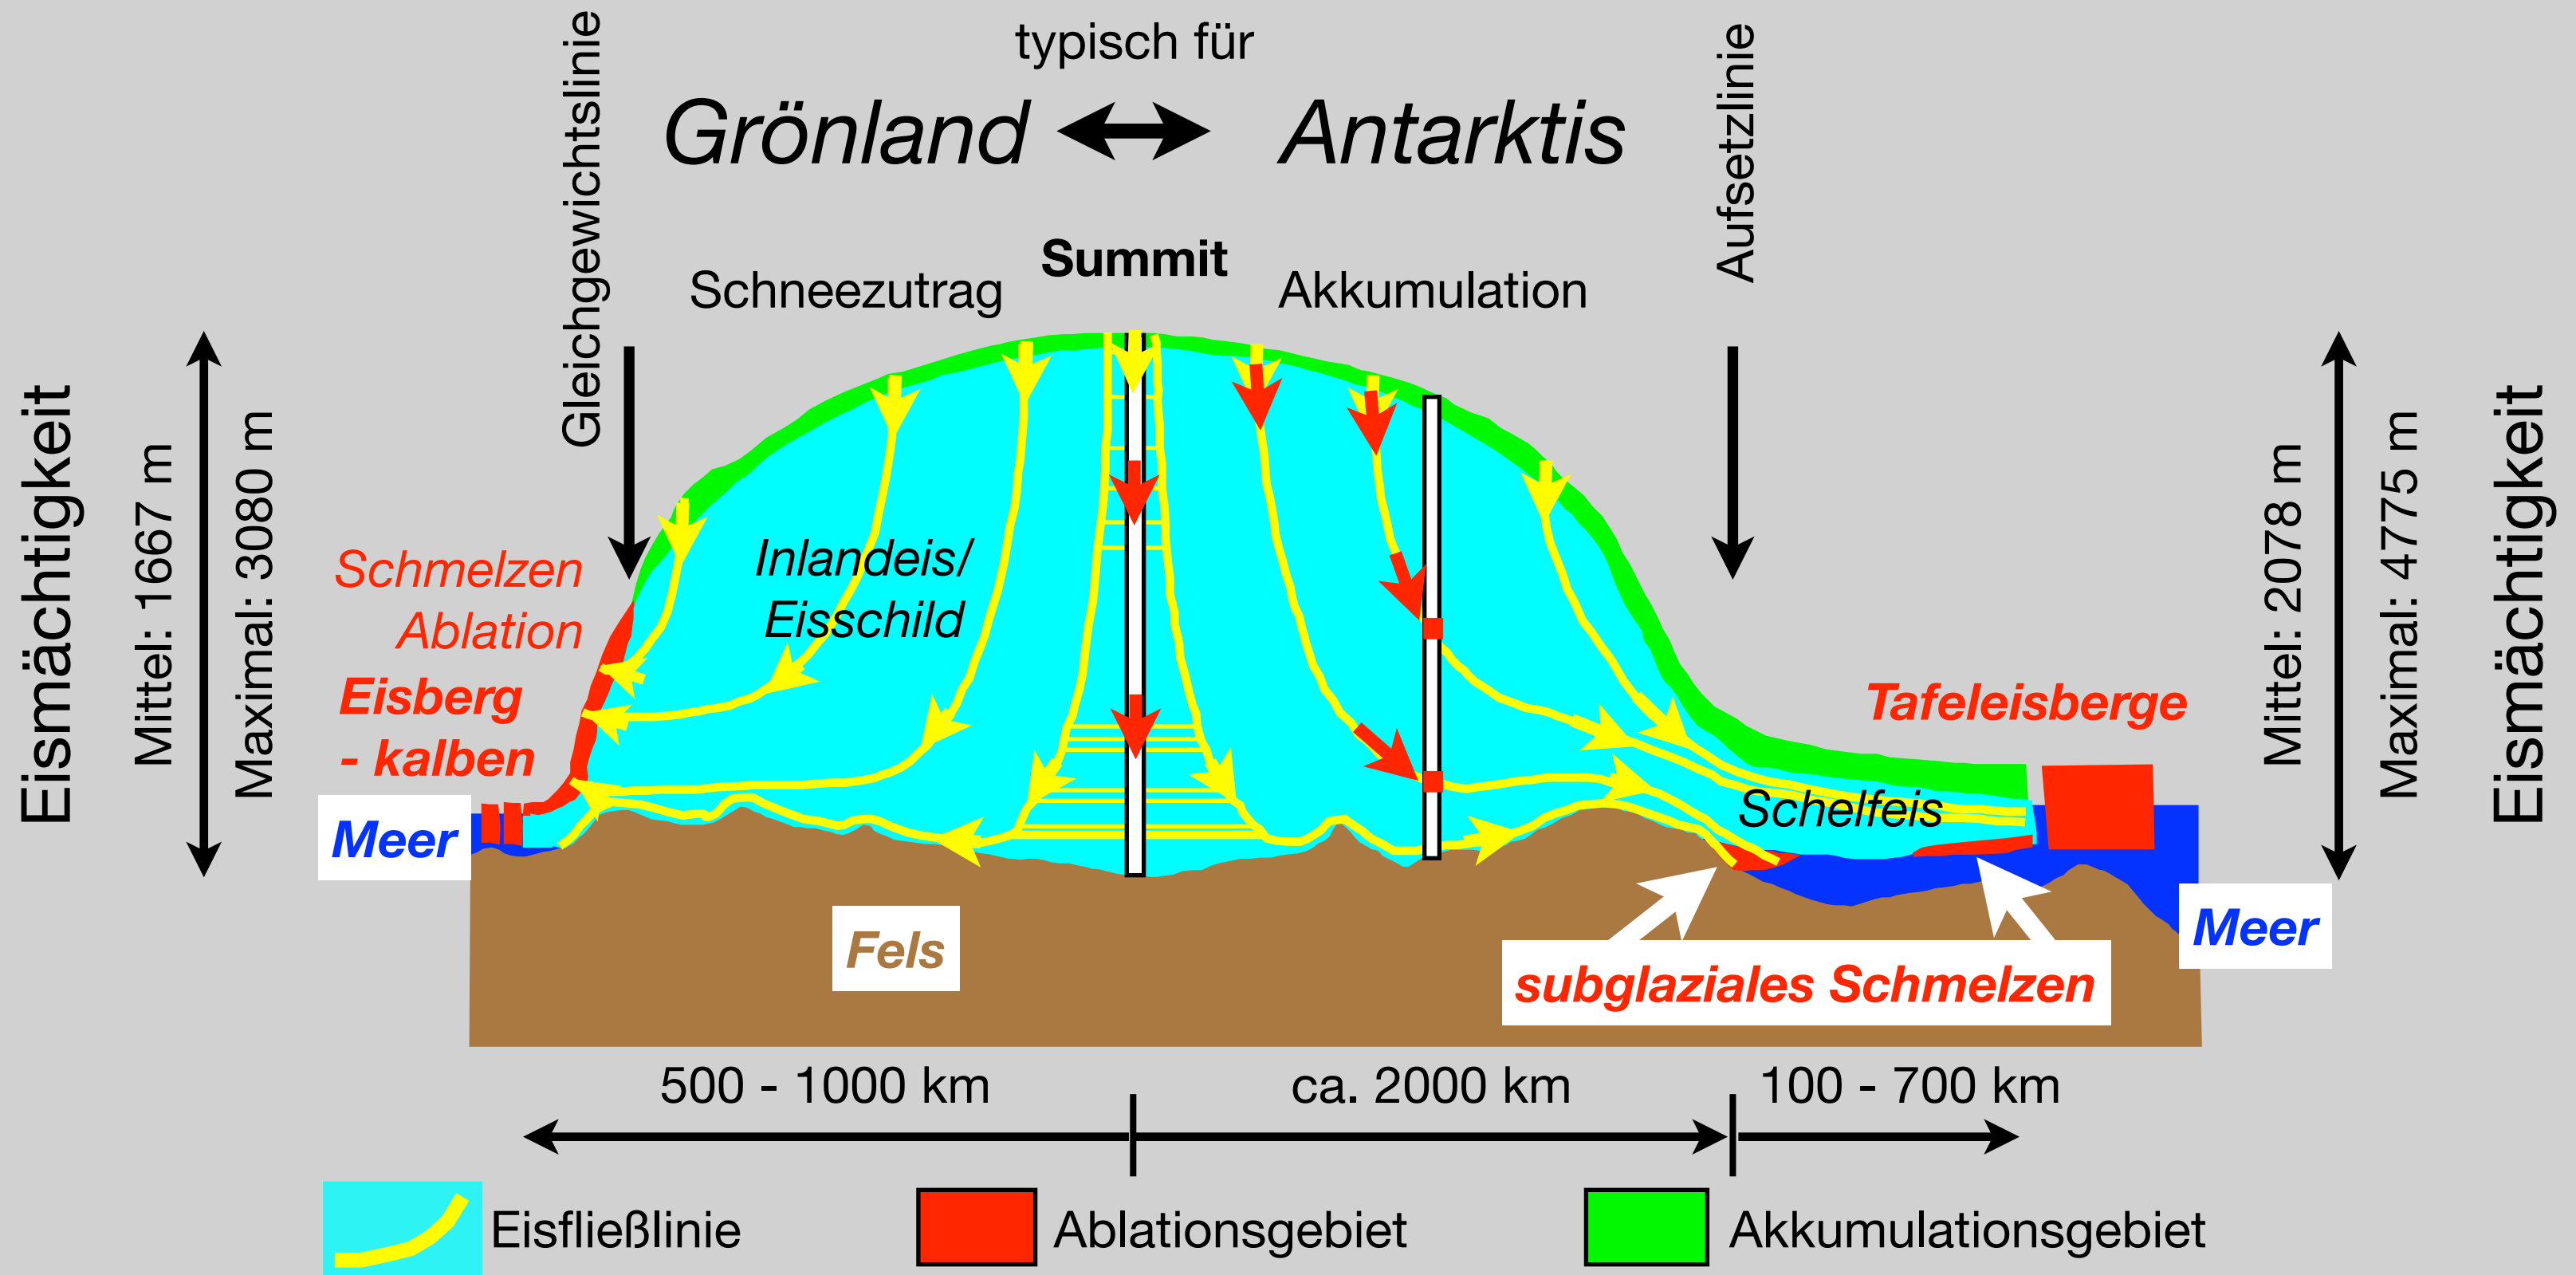 typisch für
Grönland
Antarktis
Gleichgewichtslinie
Aufsetzlinie
Summit
Schneezutrag
Akkumulation
Eismächtigkeit
Mittel: 1667 m
Maximal: 3080 m
Schmelzen
Ablation
Eisberg
- kalben
Meer
Inlandeis/
Eisschild
Tafeleisberge
Schelfeis
Mittel: 2078 m
Maximal: 4775 m
Eismächtigkeit
Fels
subglaziales Schmelzen
Meer
500 - 1000 km
ca. 2000 km
100 - 700 km
Eisfließlinie
Ablationsgebiet
Akkumulationsgebiet